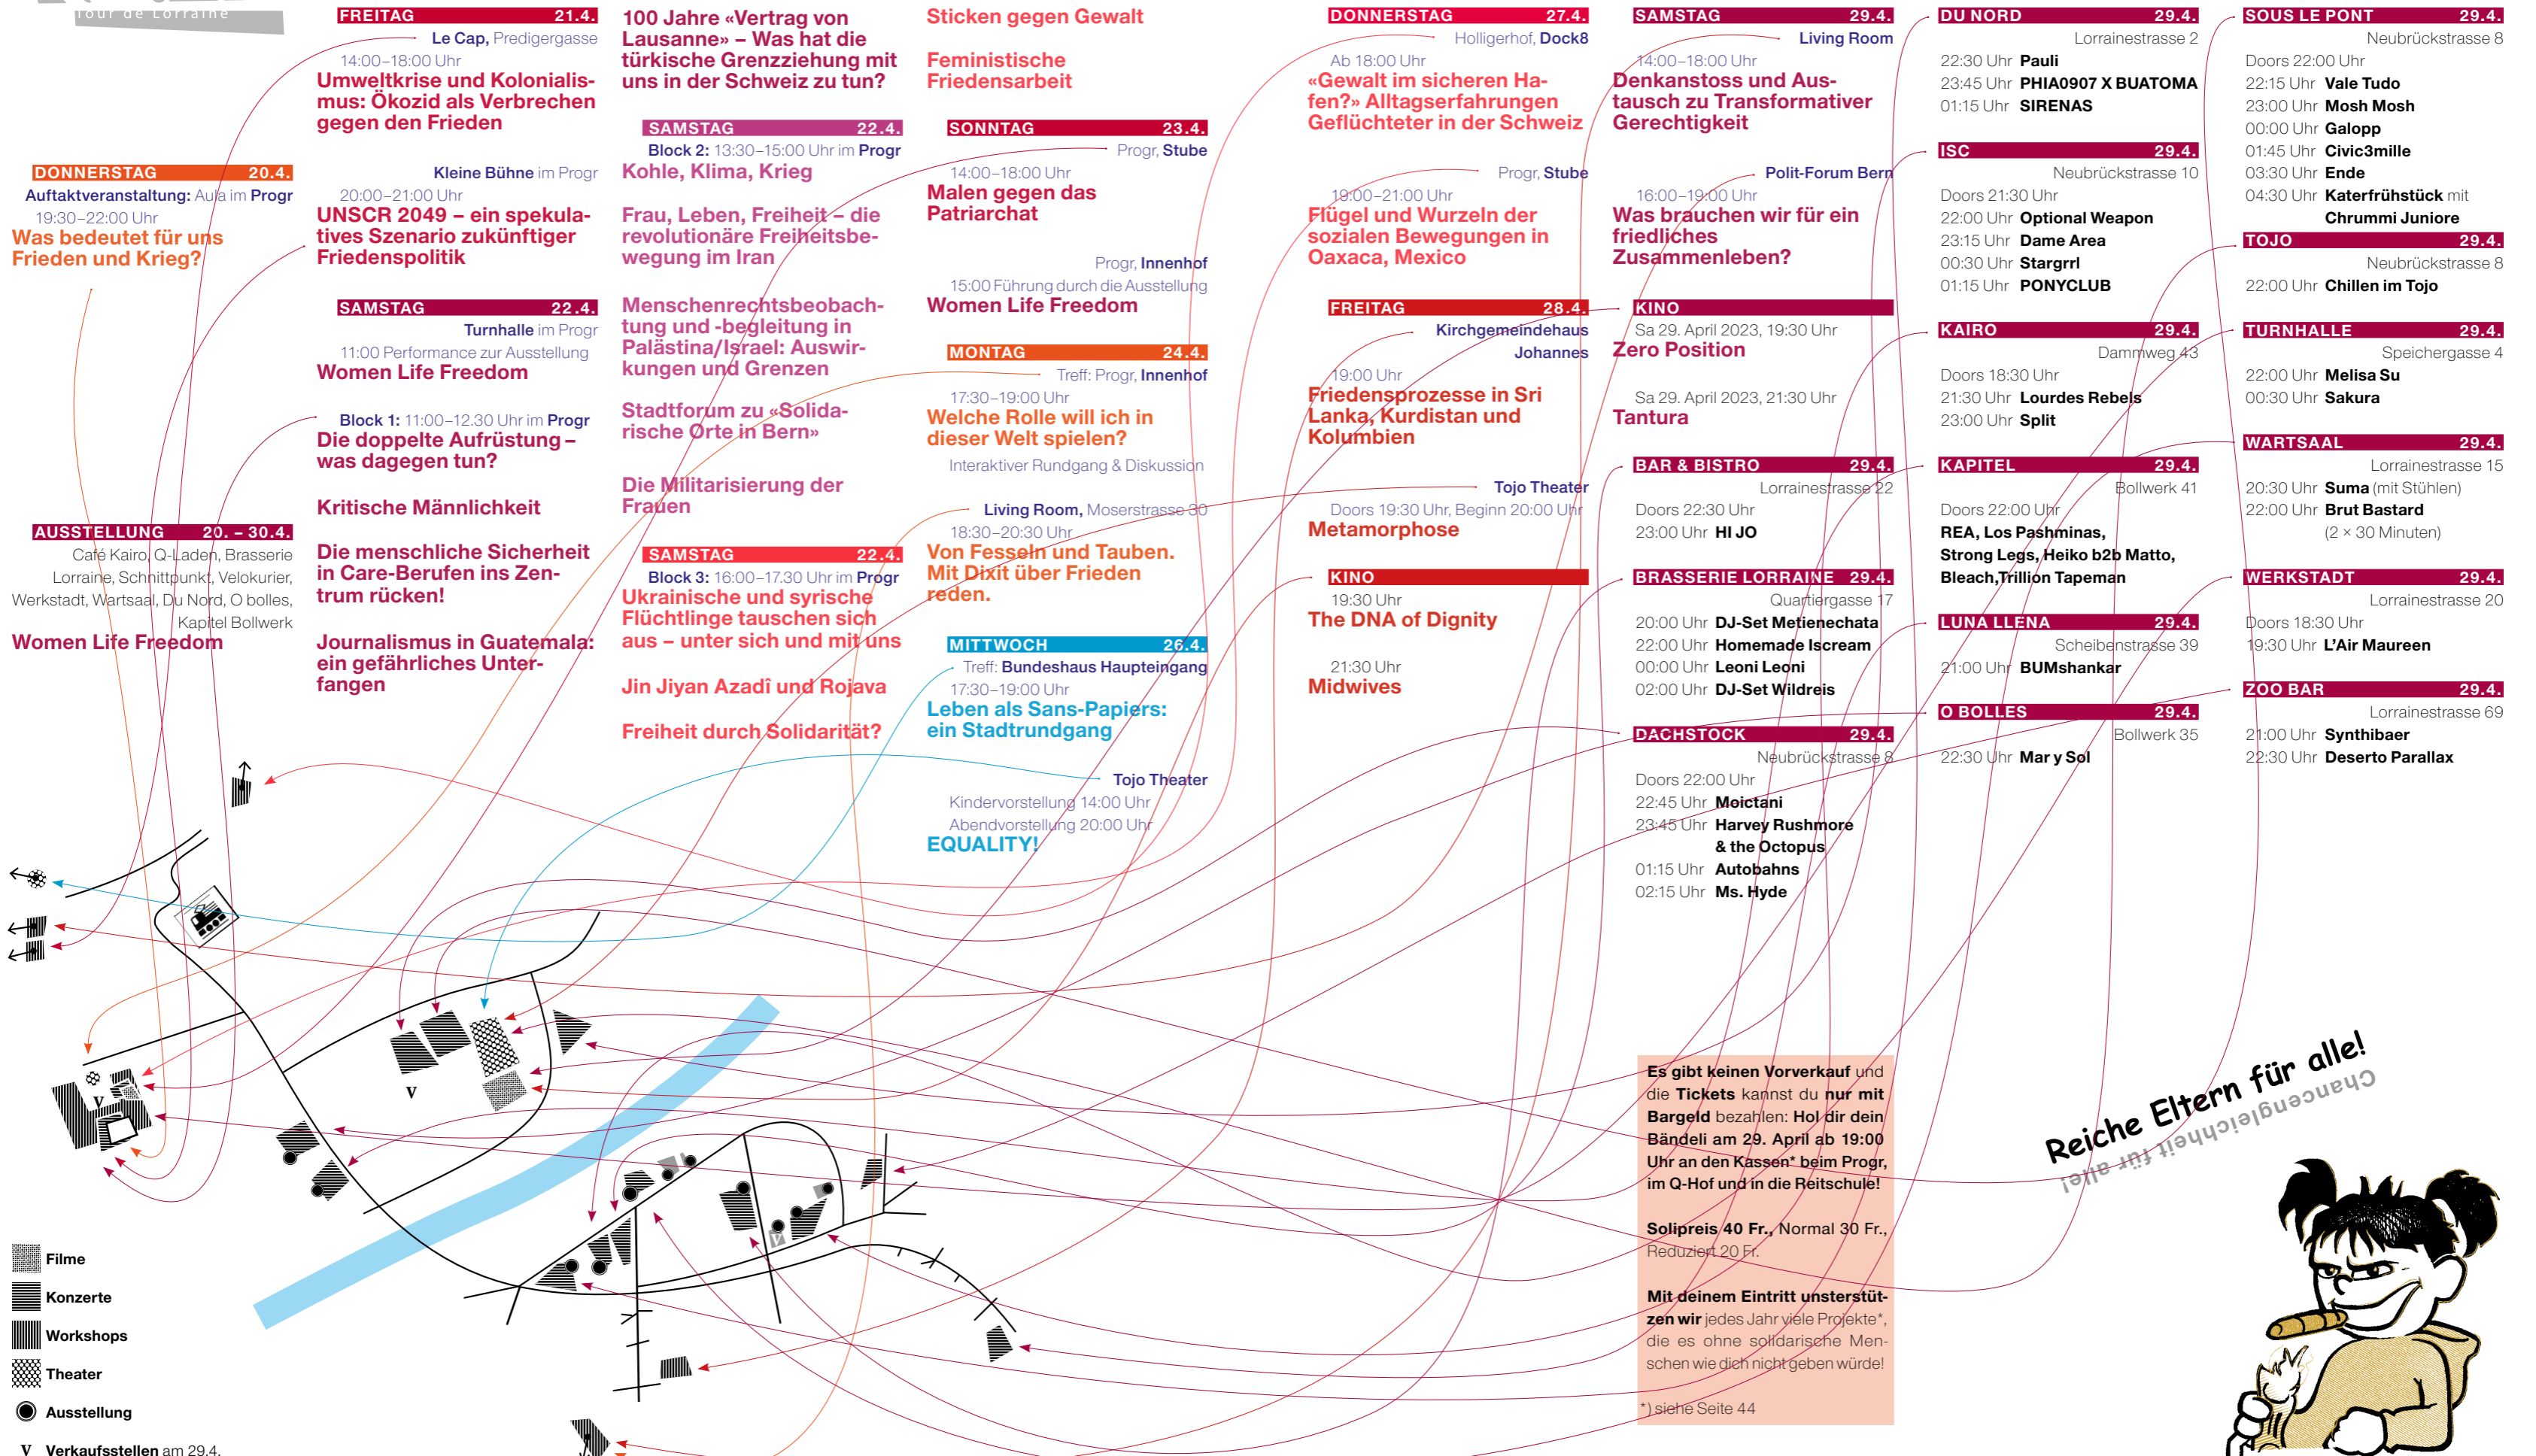 Tour de Lorraine
DONNERSTAG 20.4.
Auftaktveranstaltung: Aula im Progr
19:30–22:00 Uhr
Was bedeutet für uns
Frieden und Krieg?
AUSSTELLUNG 20. – 30.4.
Café Kairo, Q-Laden, Brasserie
Lorraine, Schnittpunkt, Velokurier,
Werkstadt, Wartsaal, Du Nord, O bolles,
Kapitel Bollwerk
Women Life Freedom
FREITAG 21.4.
Le Cap, Predigergasse
14:00–18:00 Uhr
Umweltkrise und Kolonialis-
mus: Ökozid als Verbrechen
gegen den Frieden
Kleine Bühne im Progr
20:00–21:00 Uhr
UNSCR 2049 – ein spekula-
tives Szenario zukünftiger
Friedenspolitik
SAMSTAG 22.4.
Turnhalle im Progr
11:00 Performance zur Ausstellung
Women Life Freedom
Block 1: 11:00–12.30 Uhr im Progr
Die doppelte Aufrüstung –
was dagegen tun?
Kritische Männlichkeit
Die menschliche Sicherheit
in Care-Berufen ins Zen-
trum rücken!
Journalismus in Guatemala:
ein gefährliches Unter-
fangen
100 Jahre «Vertrag von
Lausanne» – Was hat die
türkische Grenzziehung mit
uns in der Schweiz zu tun?
SAMSTAG 22.4.
Block 2: 13:30–15:00 Uhr im Progr
Kohle, Klima, Krieg
Frau, Leben, Freiheit – die
revolutionäre Freiheitsbe-
wegung im Iran
Menschenrechtsbeobach-
tung und -begleitung in
Palästina/Israel: Auswir-
kungen und Grenzen
Stadtforum zu «Solida-
rische Orte in Bern»
Die Militarisierung der
Frauen
SAMSTAG 22.4.
Block 3: 16:00–17.30 Uhr im Progr
Ukrainische und syrische
Flüchtlinge tauschen sich
aus – unter sich und mit uns
Jin Jiyan Azadî und Rojava
Freiheit durch Solidarität?
Sticken gegen Gewalt
Feministische
Friedensarbeit
SONNTAG 23.4.
Progr, Stube
14:00–18:00 Uhr
Malen gegen das
Patriarchat
Progr, Innenhof
15:00 Führung durch die Ausstellung
Women Life Freedom
MONTAG 24.4.
Treff: Progr, Innenhof
17:30–19:00 Uhr
Welche Rolle will ich in
dieser Welt spielen?
Interaktiver Rundgang & Diskussion
Living Room, Moserstrasse 30
18:30–20:30 Uhr
Von Fesseln und Tauben.
Mit Dixit über Frieden
reden.
MITTWOCH 26.4.
Treff: Bundeshaus Haupteingang
17:30–19:00 Uhr
Leben als Sans-Papiers:
ein Stadtrundgang
Tojo Theater
Kindervorstellung 14:00 Uhr
Abendvorstellung 20:00 Uhr
EQUALITY!
DONNERSTAG 27.4.
Holligerhof, Dock8
Ab 18:00 Uhr
«Gewalt im sicheren Ha-
fen?» Alltagserfahrungen
Geflüchteter in der Schweiz
Progr, Stube
19:00–21:00 Uhr
Flügel und Wurzeln der
sozialen Bewegungen in
Oaxaca, Mexico
FREITAG 28.4.
Kirchgemeindehaus
Johannes
19:00 Uhr
Friedensprozesse in Sri
Lanka, Kurdistan und
Kolumbien
Tojo Theater
Doors 19:30 Uhr, Beginn 20:00 Uhr
Metamorphose
KINO
19:30 Uhr
The DNA of Dignity
21:30 Uhr
Midwives
SAMSTAG 29.4.
Living Room
14:00–18:00 Uhr
Denkanstoss und Aus-
tausch zu Transformativer
Gerechtigkeit
Polit-Forum Bern
16:00–19:00 Uhr
Was brauchen wir für ein
friedliches
Zusammenleben?
KINO
Sa 29. April 2023, 19:30 Uhr
Zero Position
Sa 29. April 2023, 21:30 Uhr
Tantura
BAR & BISTRO 29.4.
Lorrainestrasse 22
Doors 22:30 Uhr
23:00 Uhr HI JO
BRASSERIE LORRAINE 29.4.
Quartiergasse 17
20:00 Uhr DJ-Set Metienechata
22:00 Uhr Homemade Iscream
00:00 Uhr Leoni Leoni
02:00 Uhr DJ-Set Wildreis
DACHSTOCK 29.4.
Neubrückstrasse 8
Doors 22:00 Uhr
22:45 Uhr Moictani
23:45 Uhr Harvey Rushmore
& the Octopus
01:15 Uhr Autobahns
02:15 Uhr Ms. Hyde
DU NORD 29.4.
Lorrainestrasse 2
22:30 Uhr Pauli
23:45 Uhr PHIA0907 X BUATOMA
01:15 Uhr SIRENAS
ISC 29.4.
Neubrückstrasse 10
Doors 21:30 Uhr
22:00 Uhr Optional Weapon
23:15 Uhr Dame Area
00:30 Uhr Stargrrl
01:15 Uhr PONYCLUB
KAIRO 29.4.
Dammweg 43
Doors 18:30 Uhr
21:30 Uhr Lourdes Rebels
23:00 Uhr Split
KAPITEL 29.4.
Bollwerk 41
Doors 22:00 Uhr
REA, Los Pashminas,
Strong Legs, Heiko b2b Matto,
Bleach,Trillion Tapeman
LUNA LLENA 29.4.
Scheibenstrasse 39
21:00 Uhr BUMshankar
O BOLLES 29.4.
Bollwerk 35
22:30 Uhr Mar y Sol
SOUS LE PONT 29.4.
Neubrückstrasse 8
Doors 22:00 Uhr
22:15 Uhr Vale Tudo
23:00 Uhr Mosh Mosh
00:00 Uhr Galopp
01:45 Uhr Civic3mille
03:30 Uhr Ende
04:30 Uhr Katerfrühstück mit
Chrummi Juniore
TOJO 29.4.
Neubrückstrasse 8
22:00 Uhr Chillen im Tojo
TURNHALLE 29.4.
Speichergasse 4
22:00 Uhr Melisa Su
00:30 Uhr Sakura
WARTSAAL 29.4.
Lorrainestrasse 15
20:30 Uhr Suma (mit Stühlen)
22:00 Uhr Brut Bastard
(2 × 30 Minuten)
WERKSTADT 29.4.
Lorrainestrasse 20
Doors 18:30 Uhr
19:30 Uhr L'Air Maureen
ZOO BAR 29.4.
Lorrainestrasse 69
21:00 Uhr Synthibaer
22:30 Uhr Deserto Parallax
V
V
V
Filme
Konzerte
Workshops
Theater
Ausstellung
V Verkaufsstellen am 29.4.
Es gibt keinen Vorverkauf und
die Tickets kannst du nur mit
Bargeld bezahlen: Hol dir dein
Bändeli am 29. April ab 19:00
Uhr an den Kassen* beim Progr,
im Q-Hof und in die Reitschule!
Solipreis 40 Fr., Normal 30 Fr.,
Reduziert 20 Fr.
Mit deinem Eintritt unsterstüt-
zen wir jedes Jahr viele Projekte*,
die es ohne solidarische Men-
schen wie dich nicht geben würde!
*) siehe Seite 44
Reiche Eltern für alle!
Chancengleichheit für alle!